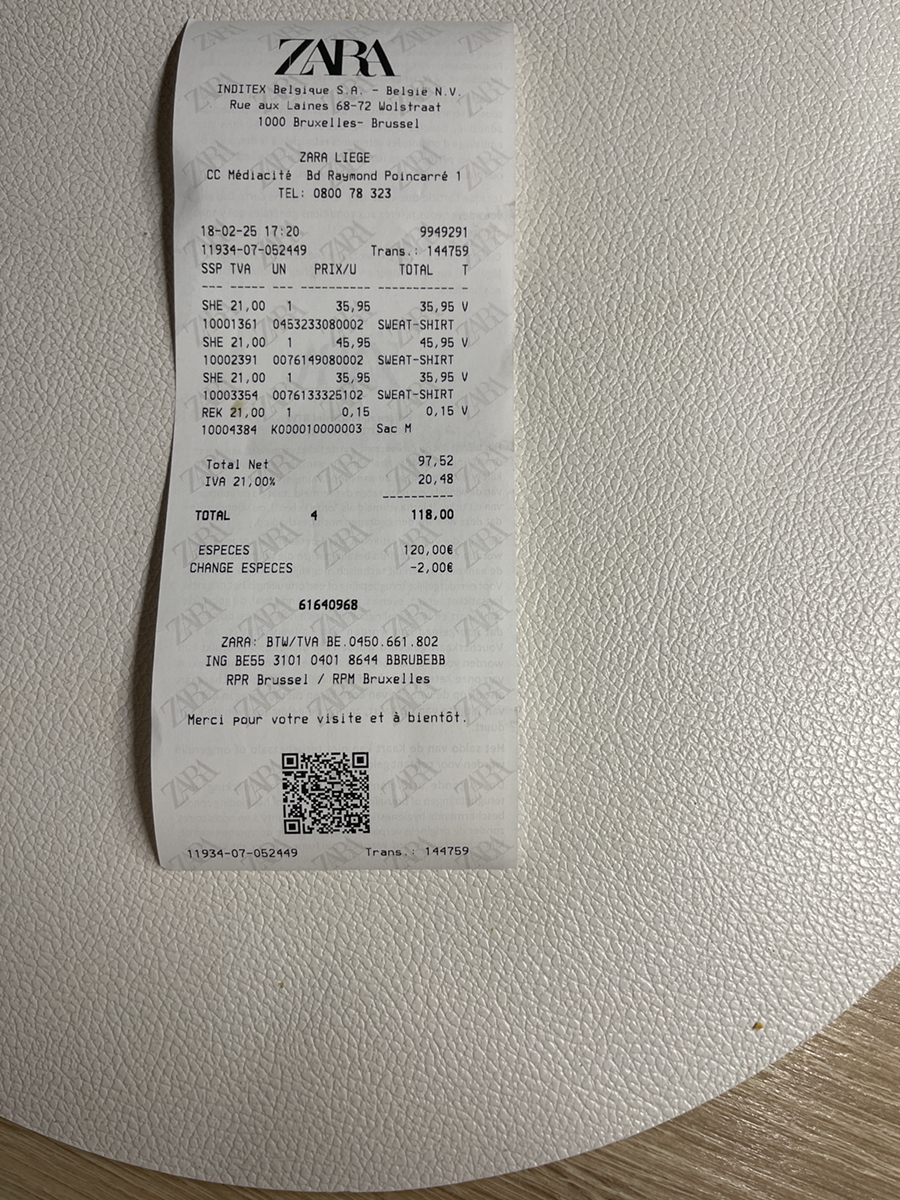 ZARA
INDITEX Belgique S.A. - België N.V.
Rue aux Laines 68-72 Wolstraat
1000 Bruxelles- Brussel
ZARA LIEGE
CC Médiacité Bd Raymond Poincarré 1
TEL: 0800 78 323
18-02-25 17:20 9949291
11934-07-052449 Trans.: 144759
SSP TVA UN PRIX/U TOTAL T
--- ----- --- ---------- ----------- -
SHE 21,00 1 35,95 35,95 V
10001361 0453233080002 SWEAT-SHIRT
SHE 21,00 1 45,95 45,95 V
10002391 0076149080002 SWEAT-SHIRT
SHE 21,00 1 35,95 35,95 V
10003354 0076133325102 SWEAT-SHIRT
REK 21,00 1 0,15 0,15 V
10004384 K000010000003 Sac M
Total Net 97,52
IVA 21,00% 20,48
----------
TOTAL 4 118,00
ESPECES 120,00€
CHANGE ESPECES -2,00€
61640968
ZARA: BTW/TVA BE.0450.661.802
ING BE55 3101 0401 8644 BBRUBEBB
RPR Brussel / RPM Bruxelles
Merci pour votre visite et à bientôt.
11934-07-052449 Trans.: 144759